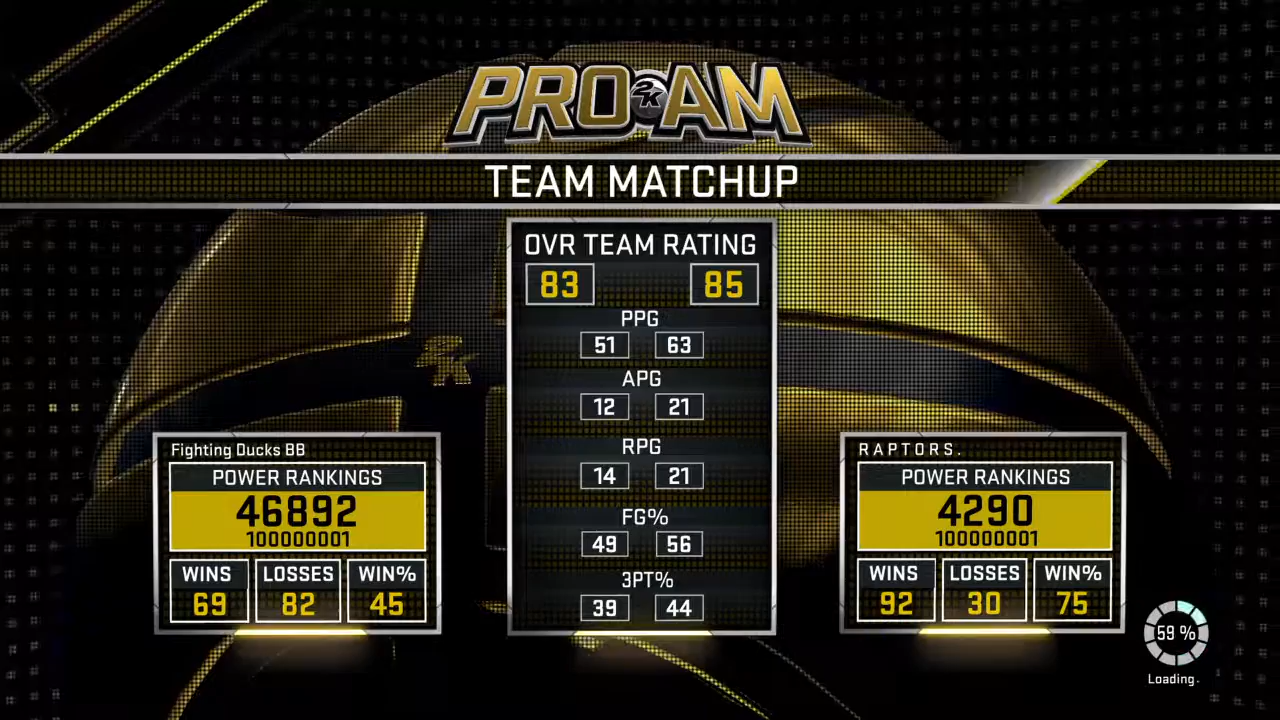 PRO 2K AM
TEAM MATCHUP
OVR TEAM RATING
83 85
PPG
51 63
APG
12 21
RPG
14 21
FG%
49 56
3PT%
39 44
2K
Fighting Ducks BB
POWER RANKINGS
46892
100000001
WINS LOSSES WIN%
69 82 45
RAPTORS.
POWER RANKINGS
4290
100000001
WINS LOSSES WIN%
92 30 75
59 %
Loading.